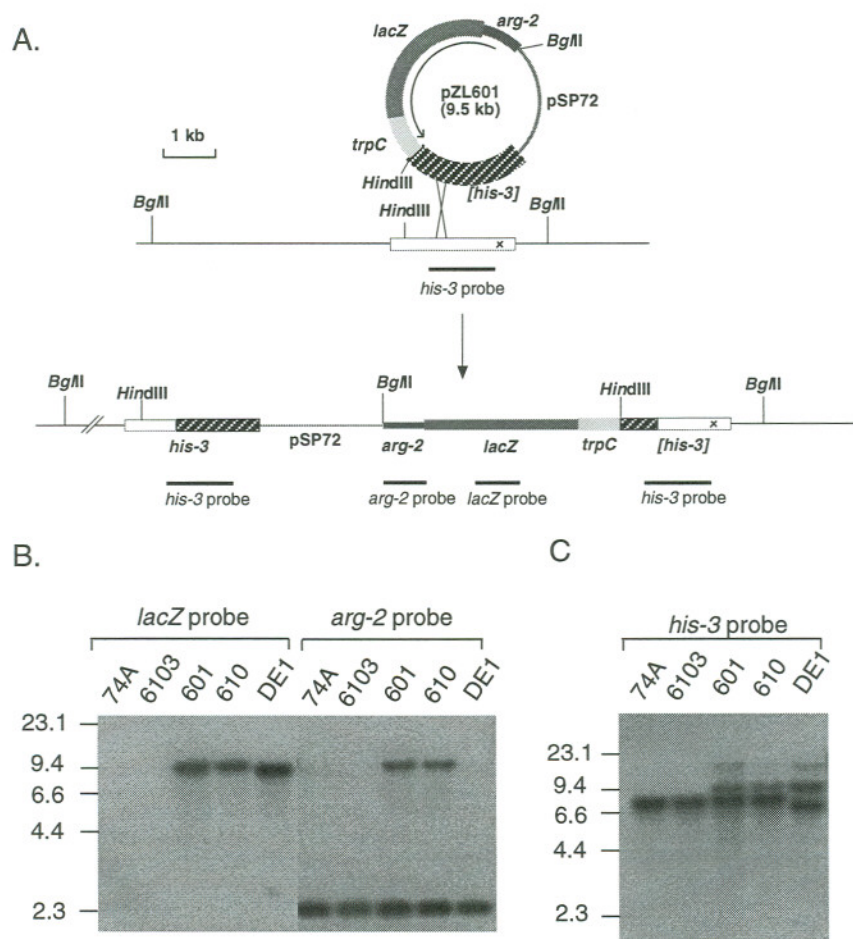 A.
lacZ
arg-2
BglII
pZL601
(9.5 kb)
pSP72
1 kb
trpC
HindIII
[his-3]
BglII
HindIII
BglII
x
his-3 probe
BglII
HindIII
BglII
HindIII
BglII
x
his-3
pSP72
arg-2
lacZ
trpC
[his-3]
his-3 probe
arg-2 probe
lacZ probe
his-3 probe
B.
lacZ probe
arg-2 probe
74A
6103
601
610
DE1
74A
6103
601
610
DE1
23.1
9.4
6.6
4.4
2.3
C
his-3 probe
74A
6103
601
610
DE1
23.1
9.4
6.6
4.4
2.3